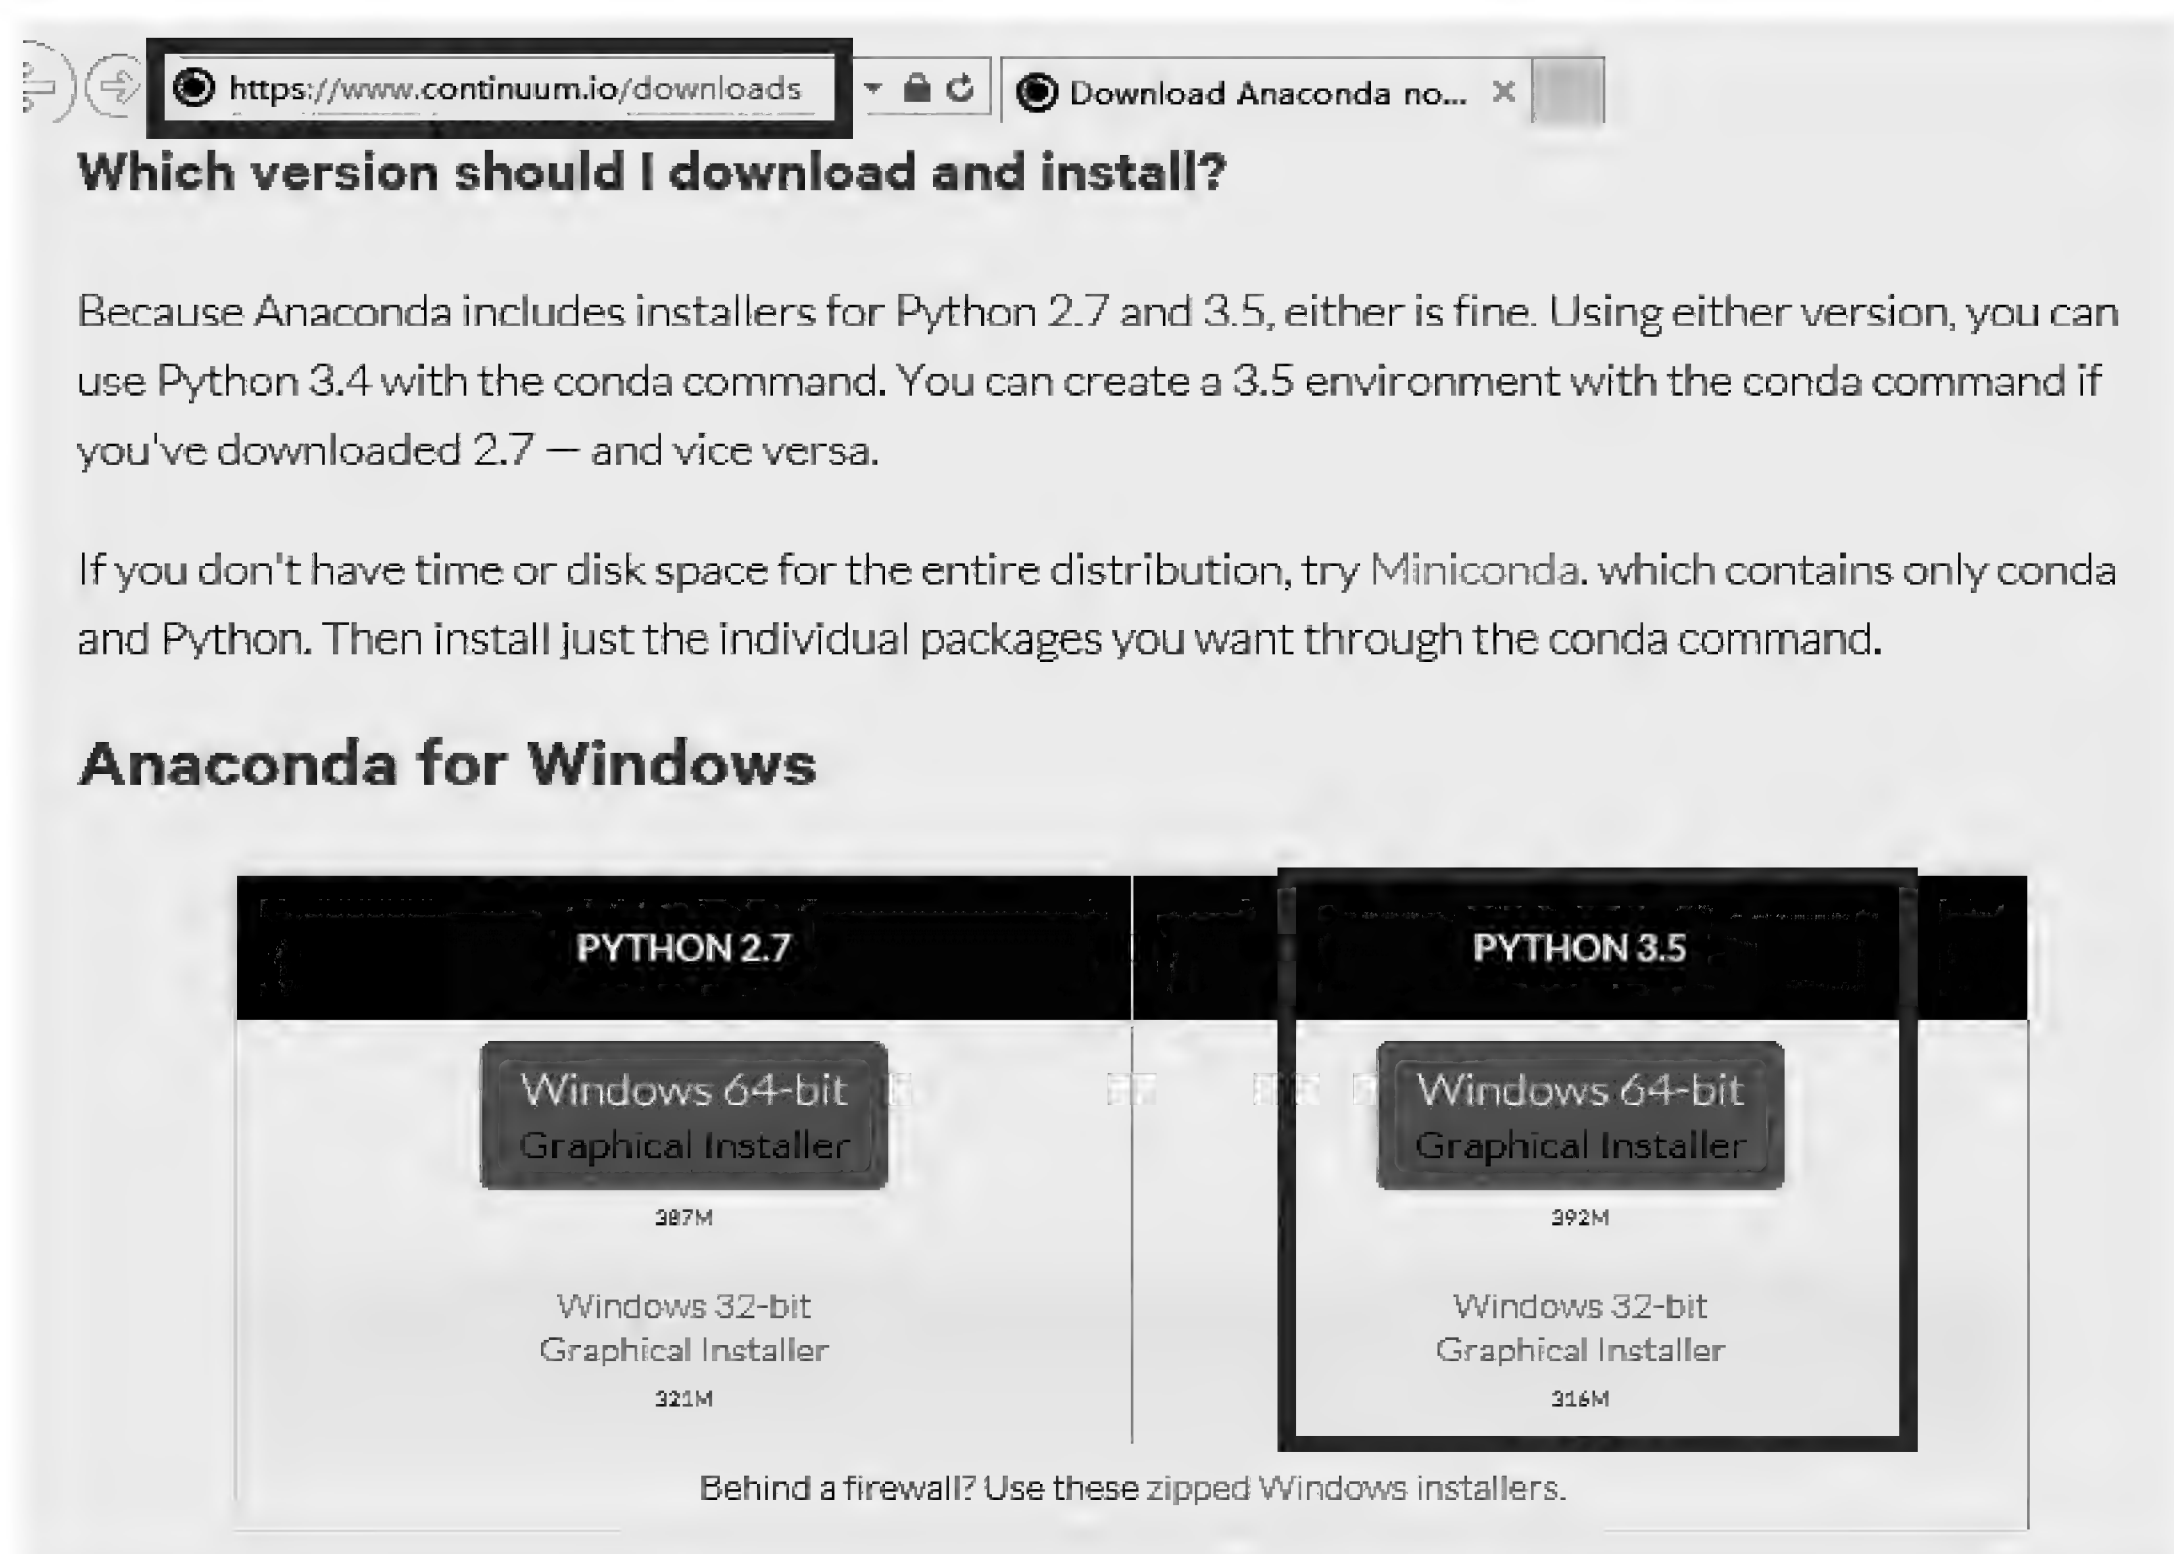 https://www.continuum.io/downloads
Download Anaconda no...
Which version should I download and install?
Because Anaconda includes installers for Python 2.7 and 3.5, either is fine. Using either version, you can
use Python 3.4 with the conda command. You can create a 3.5 environment with the conda command if
you've downloaded 2.7 — and vice versa.
If you don't have time or disk space for the entire distribution, try Miniconda. which contains only conda
and Python. Then install just the individual packages you want through the conda command.
Anaconda for Windows
PYTHON 2.7
PYTHON 3.5
Windows 64-bit
Graphical Installer
387M
Windows 32-bit
Graphical Installer
321M
Windows 64-bit
Graphical Installer
392M
Windows 32-bit
Graphical Installer
316M
Behind a firewall? Use these zipped Windows installers.